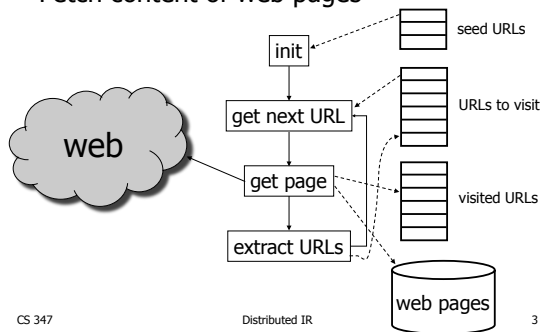 Fetch content of web pages
seed URLs
init
URLs to visit
get next URL
web
get page
visited URLs
extract URLs
web pages
CS 347
Distributed IR
3